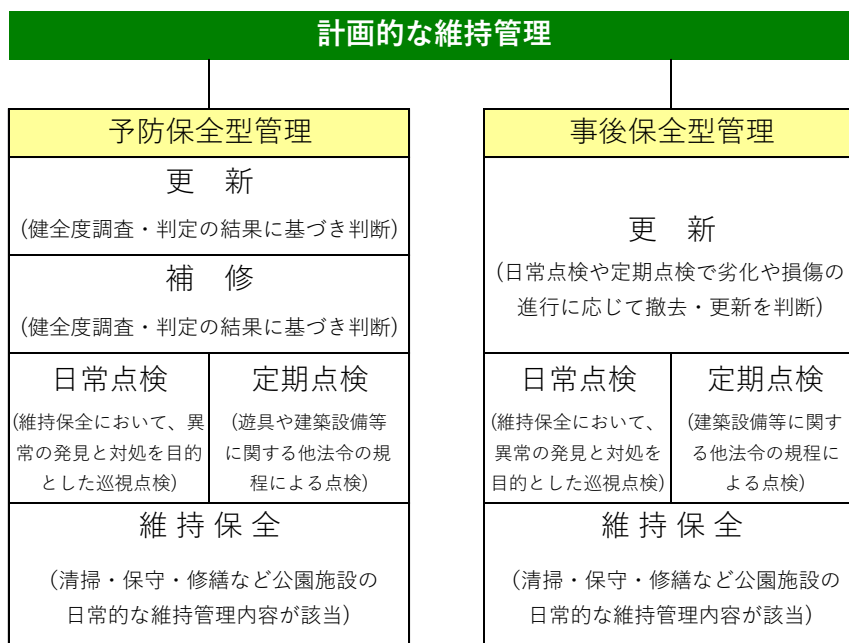 計画的な維持管理
予防保全型管理
更　新
(健全度調査・判定の結果に基づき判断)
補　修
(健全度調査・判定の結果に基づき判断)
日常点検
(維持保全において、異
常の発見と対処を目的
とした巡視点検)
定期点検
(遊具や建築設備等
に関する他法令の規
程による点検)
維 持 保 全
（清掃・保守・修繕など公園施設の
日常的な維持管理内容が該当）
事後保全型管理
更　新
(日常点検や定期点検で劣化や損傷の
進行に応じて撤去・更新を判断)
日常点検
(維持保全において、
異常の発見と対処を
目的とした巡視点検)
定期点検
(建築設備等に関す
る他法令の規程に
よる点検)
維 持 保 全
（清掃・保守・修繕など公園施設の
日常的な維持管理内容が該当）